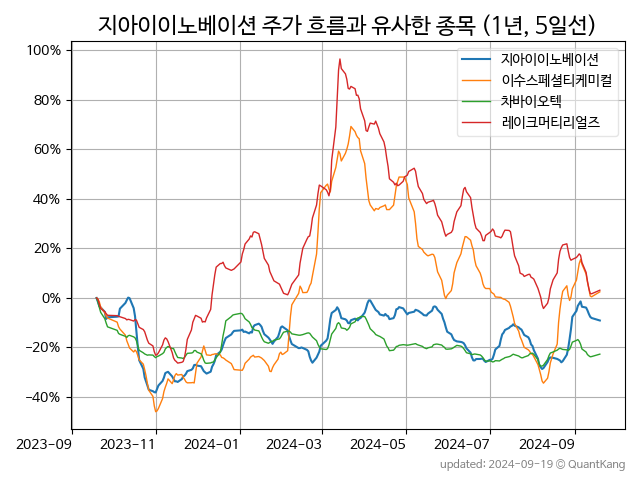 지아이이노베이션 주가 흐름과 유사한 종목 (1년, 5일선)
100%
80%
60%
40%
20%
0%
−20%
−40%
지아이이노베이션
이수스페셜티케미컬
차바이오텍
레이크머티리얼즈
2023-09 2023-11 2024-01 2024-03 2024-05 2024-07 2024-09
updated: 2024-09-19 © QuantKang